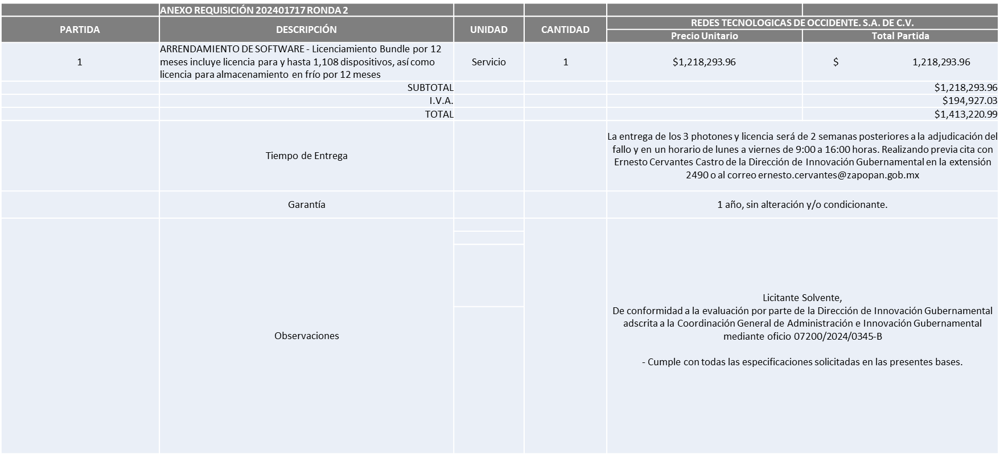 ANEXO REQUISICIÓN 202401717 RONDA 2
PARTIDA DESCRIPCIÓN UNIDAD CANTIDAD REDES TECNOLOGICAS DE OCCIDENTE. S.A. DE C.V.
Precio Unitario Total Partida
1 ARRENDAMIENTO DE SOFTWARE - Licenciamiento Bundle por 12
meses incluye licencia para y hasta 1,108 dispositivos, así como
licencia para almacenamiento en frío por 12 meses
Servicio 1 $1,218,293.96 $ 1,218,293.96
SUBTOTAL $1,218,293.96
I.V.A. $194,927.03
TOTAL $1,413,220.99
Tiempo de Entrega
La entrega de los 3 photones y licencia será de 2 semanas posteriores a la adjudicación del
fallo y en un horario de lunes a viernes de 9:00 a 16:00 horas. Realizando previa cita con
Ernesto Cervantes Castro de la Dirección de Innovación Gubernamental en la extensión
2490 o al correo ernesto.cervantes@zapopan.gob.mx
Garantía 1 año, sin alteración y/o condicionante.
Observaciones
Licitante Solvente,
De conformidad a la evaluación por parte de la Dirección de Innovación Gubernamental
adscrita a la Coordinación General de Administración e Innovación Gubernamental
mediante oficio 07200/2024/0345-B
- Cumple con todas las especificaciones solicitadas en las presentes bases.